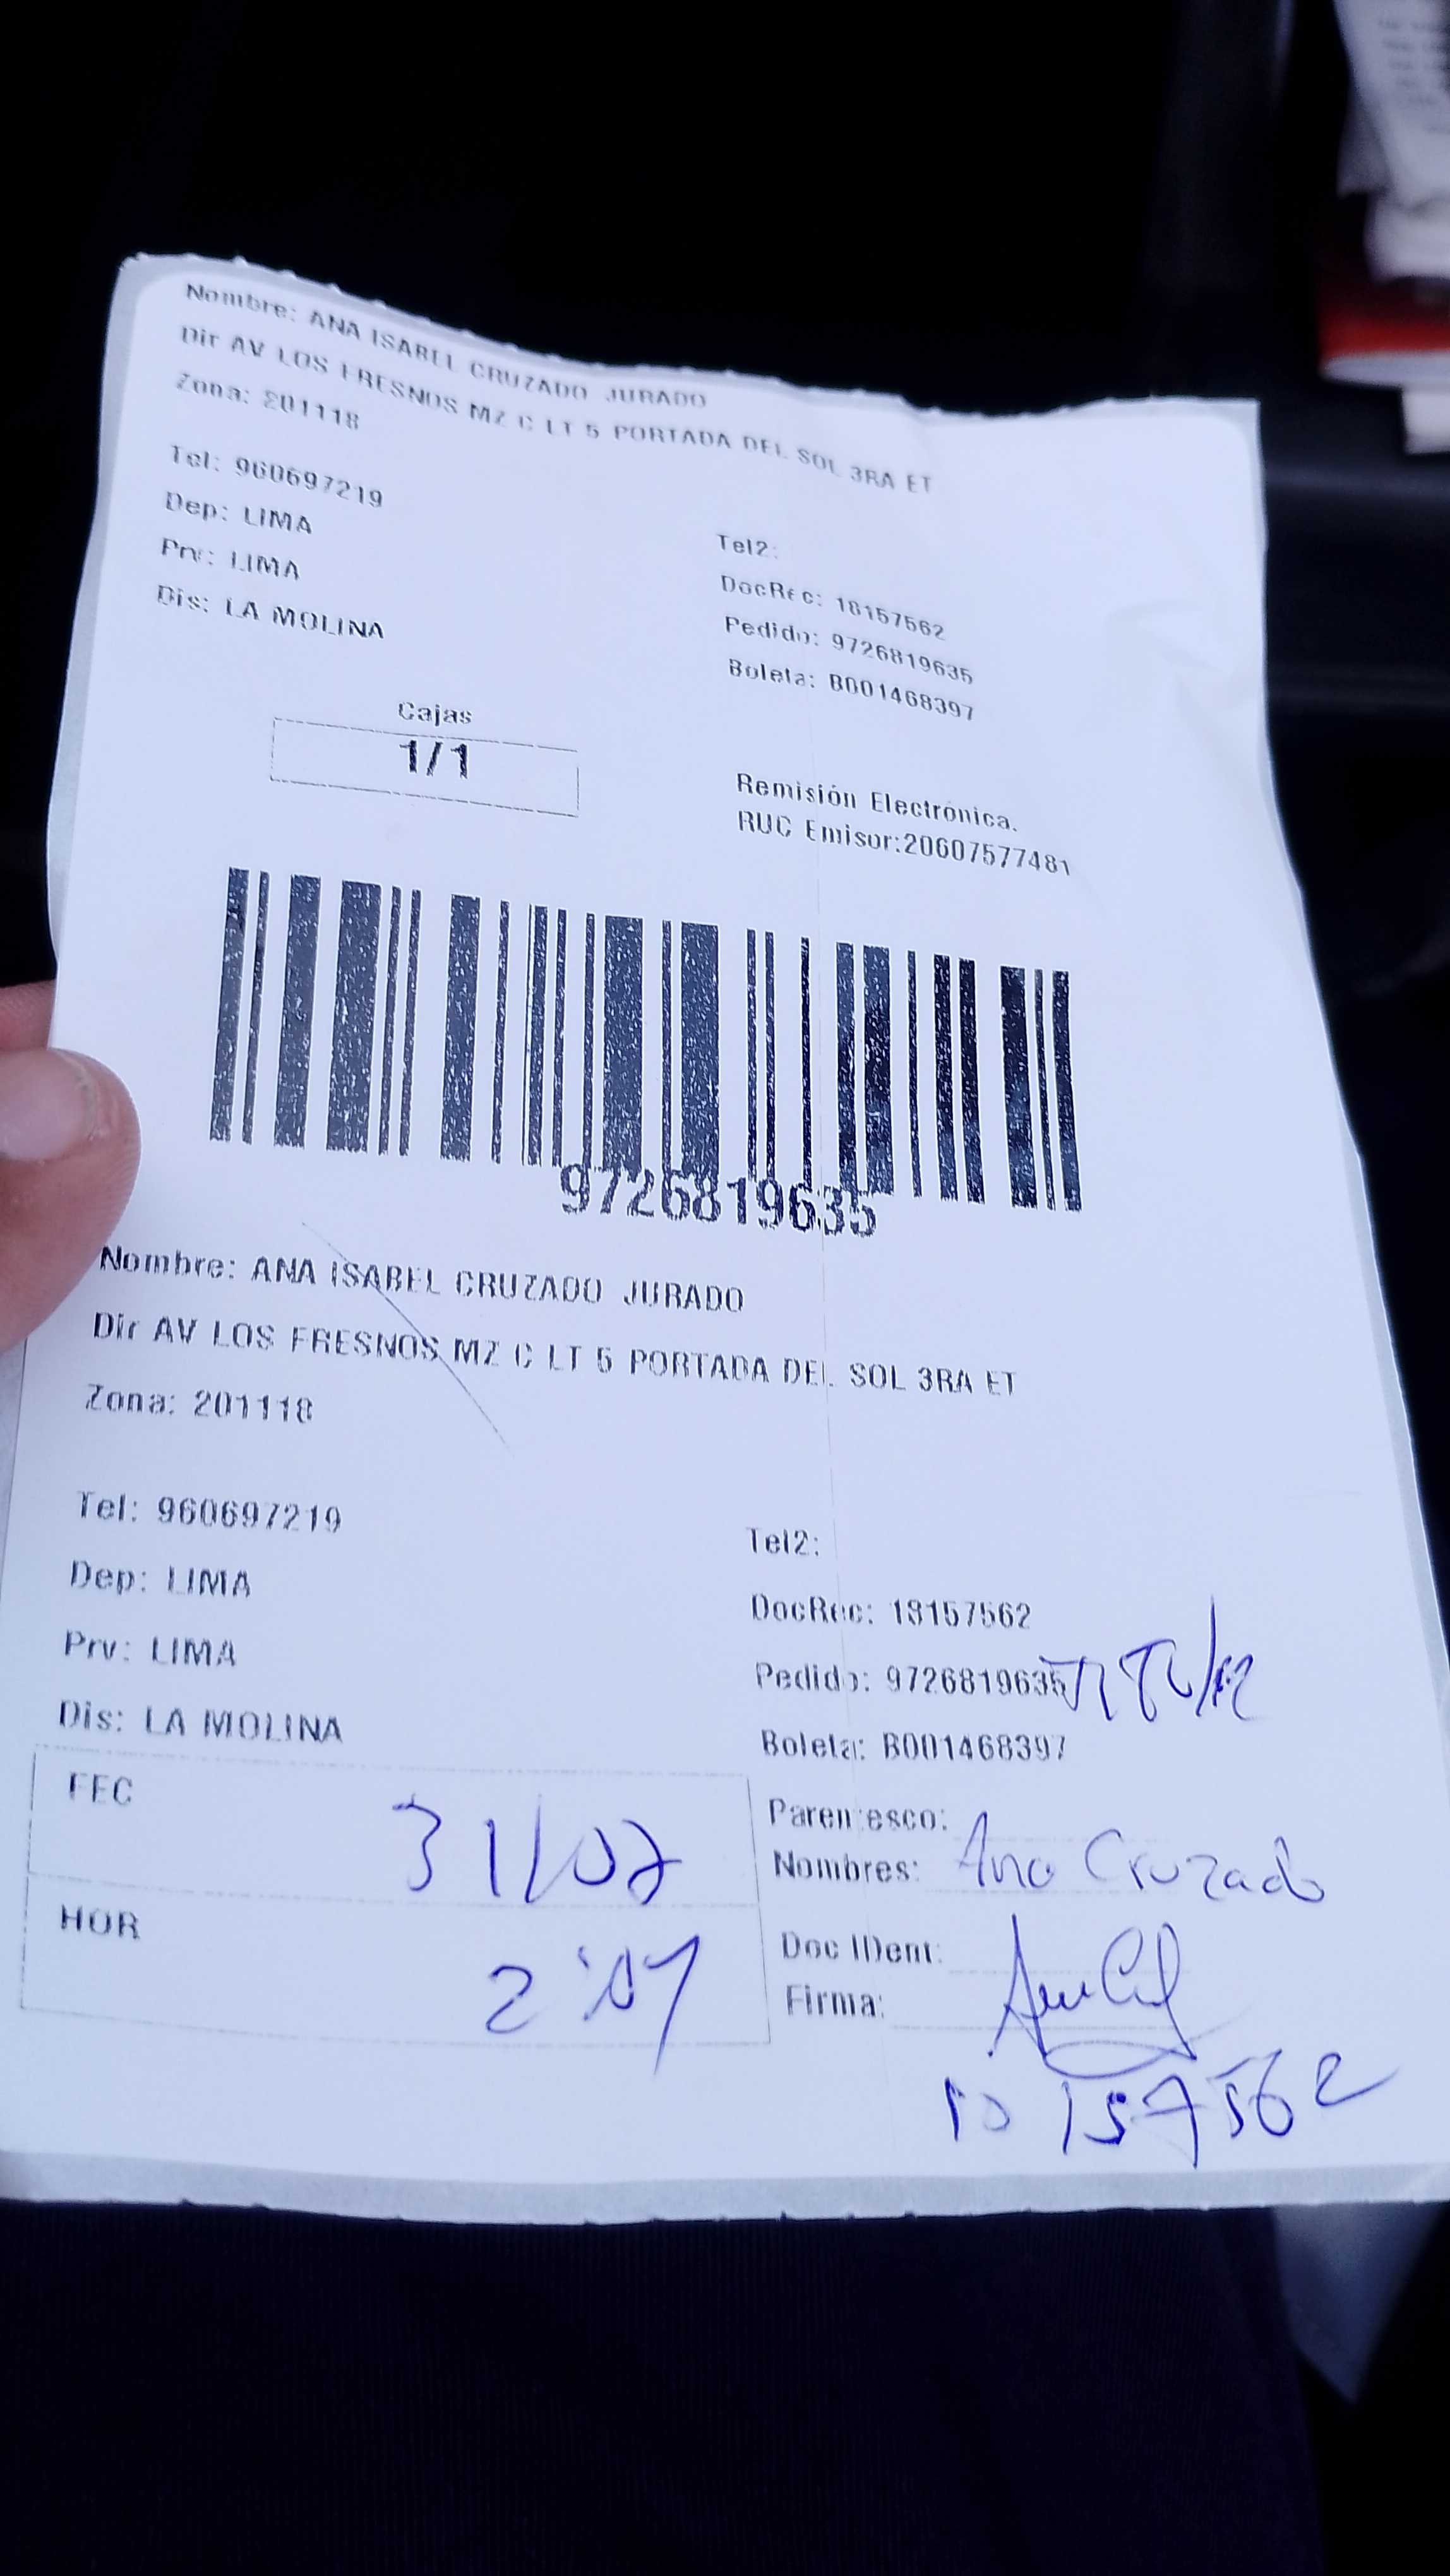 Nombre: ANA ISABEL CRUZADO JURADO
Dir AV LOS FRESNOS MZ C LT 5 PORTADA DEL SOL 3RA ET
Zona: 201118
Tel: 960697219
Dep: LIMA
Prv: LIMA
Dis: LA MOLINA
Tel2:
DocRec: 18157562
Pedido: 9726819635
Boleta: B001468397
Cajas
1/1
Remisión Electrónica.
RUC Emisor:20607577481
9726819635
Nombre: ANA ISABEL CRUZADO JURADO
Dir AV LOS FRESNOS MZ C LT 5 PORTADA DEL SOL 3RA ET
Zona: 201118
Tel: 960697219
Dep: LIMA
Prv: LIMA
Dis: LA MOLINA
Tel2:
DocRec: 18157562
Pedido: 9726819635
Boleta: B001468397
FEC 31/07
HOR 2:07
Parentesco:
Nombres: Ana Cruzado
Doc IDent:
Firma:
18157562